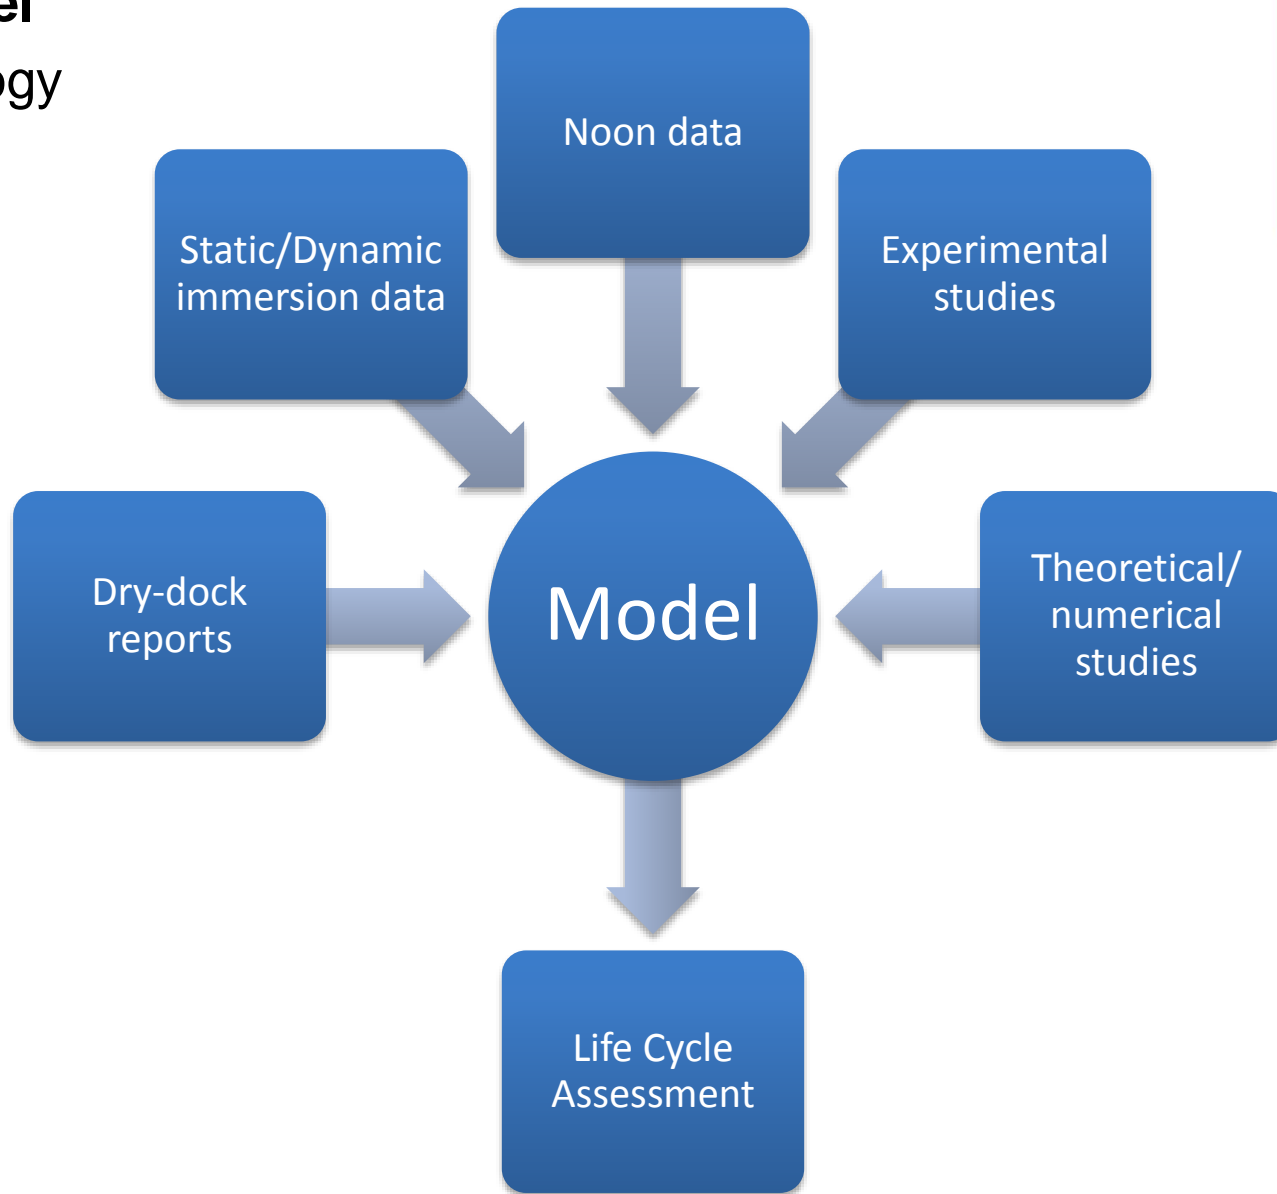 Noon data
Static/Dynamic
immersion data
Experimental
studies
Dry-dock
reports
Model
Theoretical/
numerical
studies
Life Cycle
Assessment